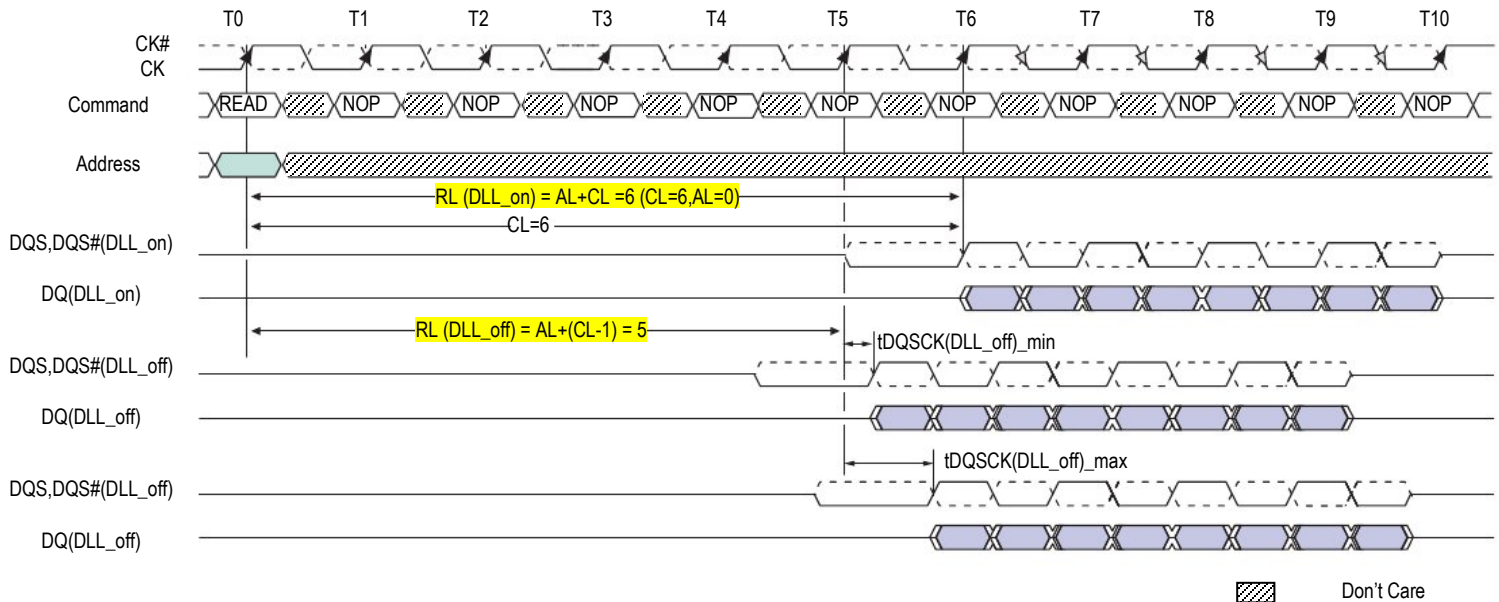 T0 T1 T2 T3 T4 T5 T6 T7 T8 T9 T10
CK#
CK
Command READ NOP NOP NOP NOP NOP NOP NOP NOP NOP NOP
Address
RL (DLL_on) = AL+CL =6 (CL=6,AL=0)
CL=6
DQS,DQS#(DLL_on)
DQ(DLL_on)
RL (DLL_off) = AL+(CL-1) = 5
tDQSCK(DLL_off)_min
DQS,DQS#(DLL_off)
DQ(DLL_off)
tDQSCK(DLL_off)_max
DQS,DQS#(DLL_off)
DQ(DLL_off)
Don't Care